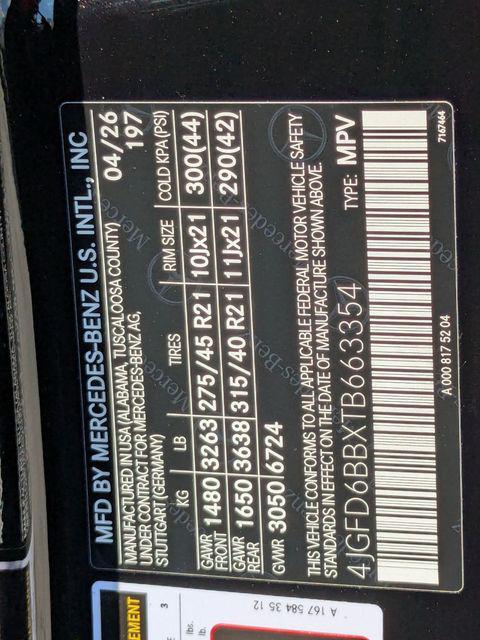 MFD BY MERCEDES-BENZ U.S. INTL., INC
MANUFACTURED IN USA (ALABAMA, TUSCALOOSA COUNTY) 04/26
UNDER CONTRACT FOR MERCEDES-BENZ AG, 197
STUTTGART (GERMANY)
KG LB TIRES RIM SIZE COLD KPA (PSI)
GAWR FRONT 1480 3263 275/45 R21 10Jx21 300(44)
GAWR REAR 1650 3638 315/40 R21 11Jx21 290(42)
GVWR 3050 6724
THIS VEHICLE CONFORMS TO ALL APPLICABLE FEDERAL MOTOR VEHICLE SAFETY
STANDARDS IN EFFECT ON THE DATE OF MANUFACTURE SHOWN ABOVE.
4JGFD6BBXTB663354 TYPE: MPV
A 000 817 52 04 7167464
EMENT
3
lbs.
lb.
A 167 584 35 12